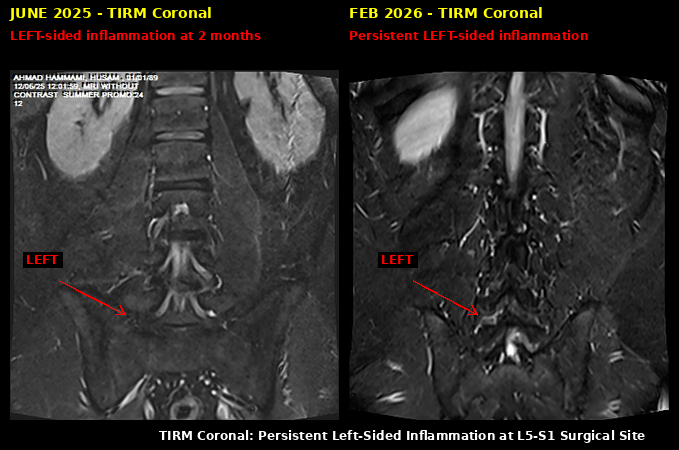 JUNE 2025 - TIRM Coronal
LEFT-sided inflammation at 2 months
FEB 2026 - TIRM Coronal
Persistent LEFT-sided inflammation
AHMAD HAMMAMI, HUSAM, 01/01/89
12/06/25 12:01:59, MRI WITHOUT
CONTRAST SUMMER PROMO:24
12
LEFT
LEFT
TIRM Coronal: Persistent Left-Sided Inflammation at L5-S1 Surgical Site